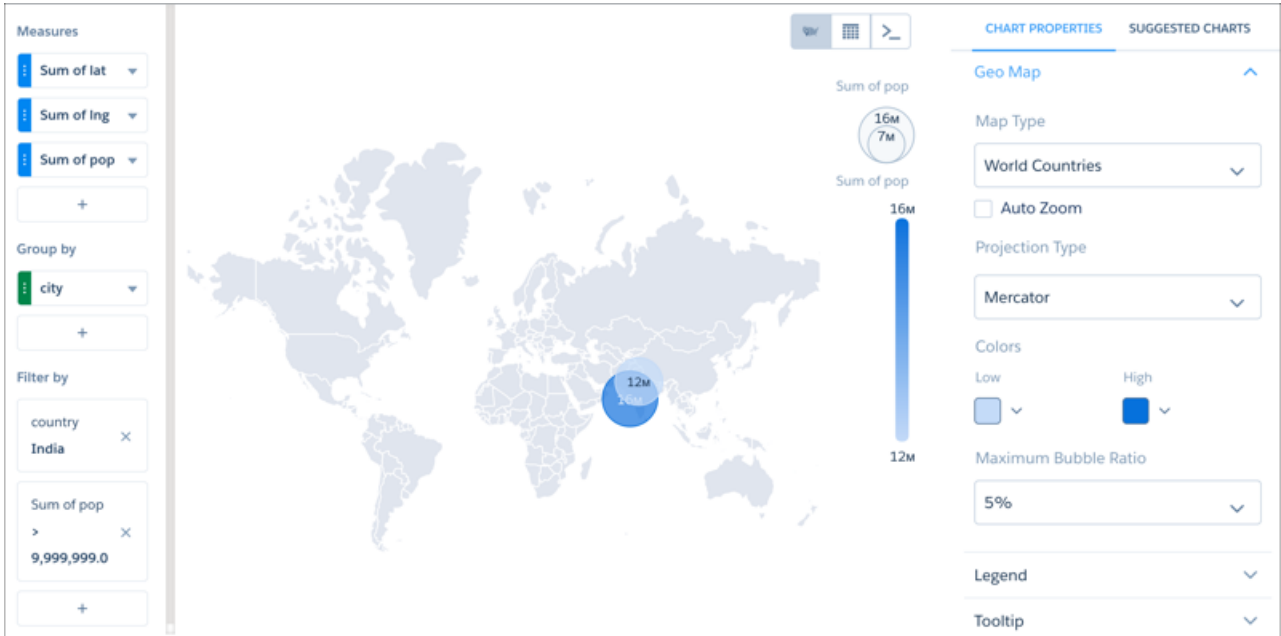 Measures
Sum of lat
Sum of lng
Sum of pop
+
Group by
city
+
Filter by
country
India
Sum of pop
>
9,999,999.0
+
>_
Sum of pop
16M
7M
Sum of pop
16M
12M
12M
16M
CHART PROPERTIES
SUGGESTED CHARTS
Geo Map
Map Type
World Countries
Auto Zoom
Projection Type
Mercator
Colors
Low
High
Maximum Bubble Ratio
5%
Legend
Tooltip